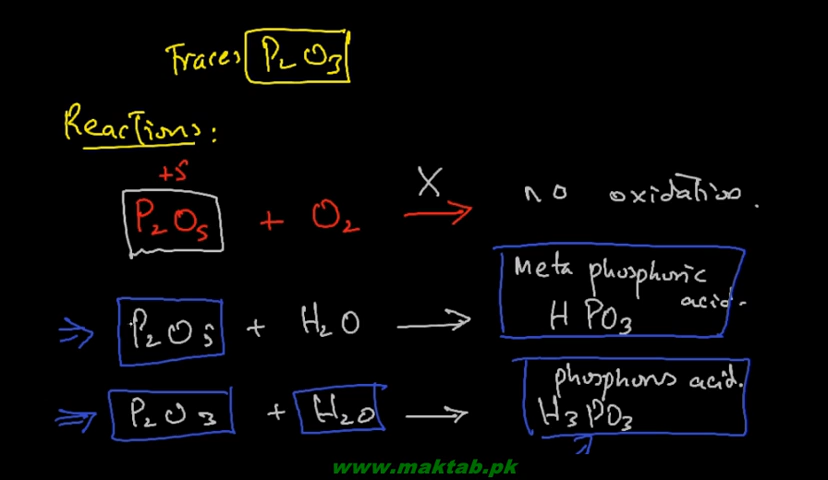 Traces P₂O₃
Reactions:
+5
P₂O₅ + O₂ X → no oxidation.
⇒ P₂O₅ + H₂O → Meta phosphoric acid. HPO₃
⇒ P₂O₃ + H₂O → phosphorus acid. H₃PO₃
www.maktab.pk